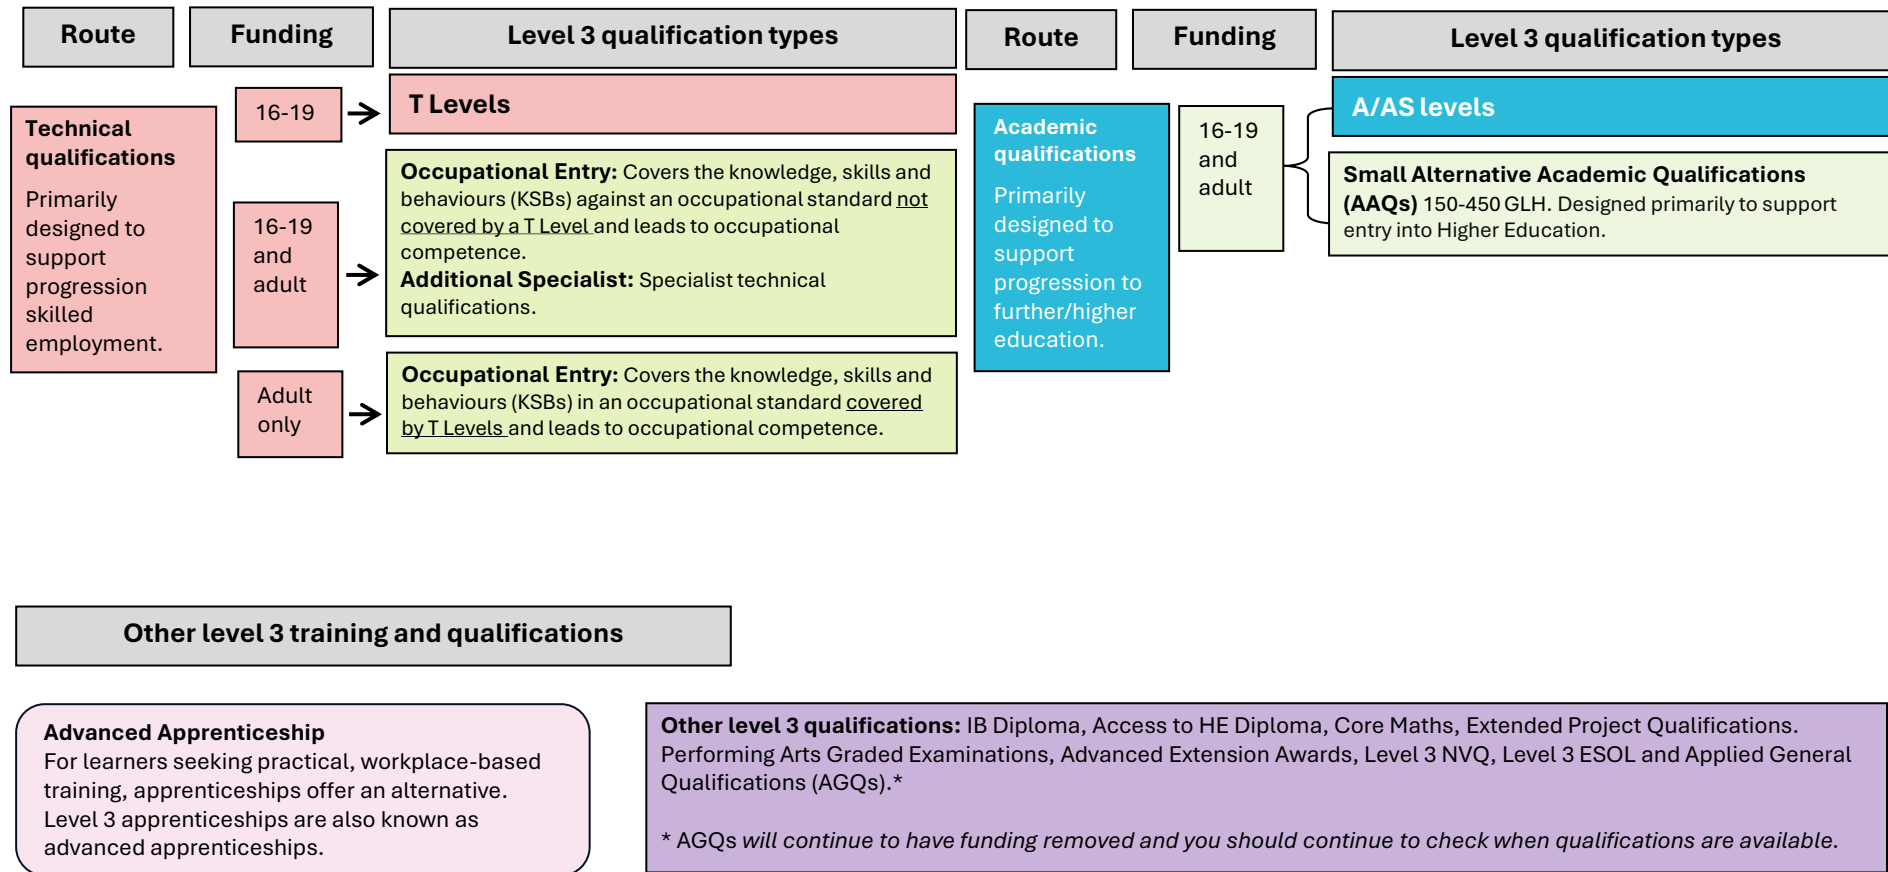 Route
Funding
Level 3 qualification types
Technical
qualifications
Primarily
designed to
support
progression
skilled
employment.
16-19
T Levels
16-19
and
adult
Occupational Entry: Covers the knowledge, skills and
behaviours (KSBs) against an occupational standard not
covered by a T Level and leads to occupational
competence.
Additional Specialist: Specialist technical
qualifications.
Adult
only
Occupational Entry: Covers the knowledge, skills and
behaviours (KSBs) in an occupational standard covered
by T Levels and leads to occupational competence.
Route
Funding
Level 3 qualification types
Academic
qualifications
Primarily
designed to
support
progression to
further/higher
education.
16-19
and
adult
A/AS levels
Small Alternative Academic Qualifications
(AAQs) 150-450 GLH. Designed primarily to support
entry into Higher Education.
Other level 3 training and qualifications
Advanced Apprenticeship
For learners seeking practical, workplace-based
training, apprenticeships offer an alternative.
Level 3 apprenticeships are also known as
advanced apprenticeships.
Other level 3 qualifications: IB Diploma, Access to HE Diploma, Core Maths, Extended Project Qualifications.
Performing Arts Graded Examinations, Advanced Extension Awards, Level 3 NVQ, Level 3 ESOL and Applied General
Qualifications (AGQs).*
* AGQs will continue to have funding removed and you should continue to check when qualifications are available.